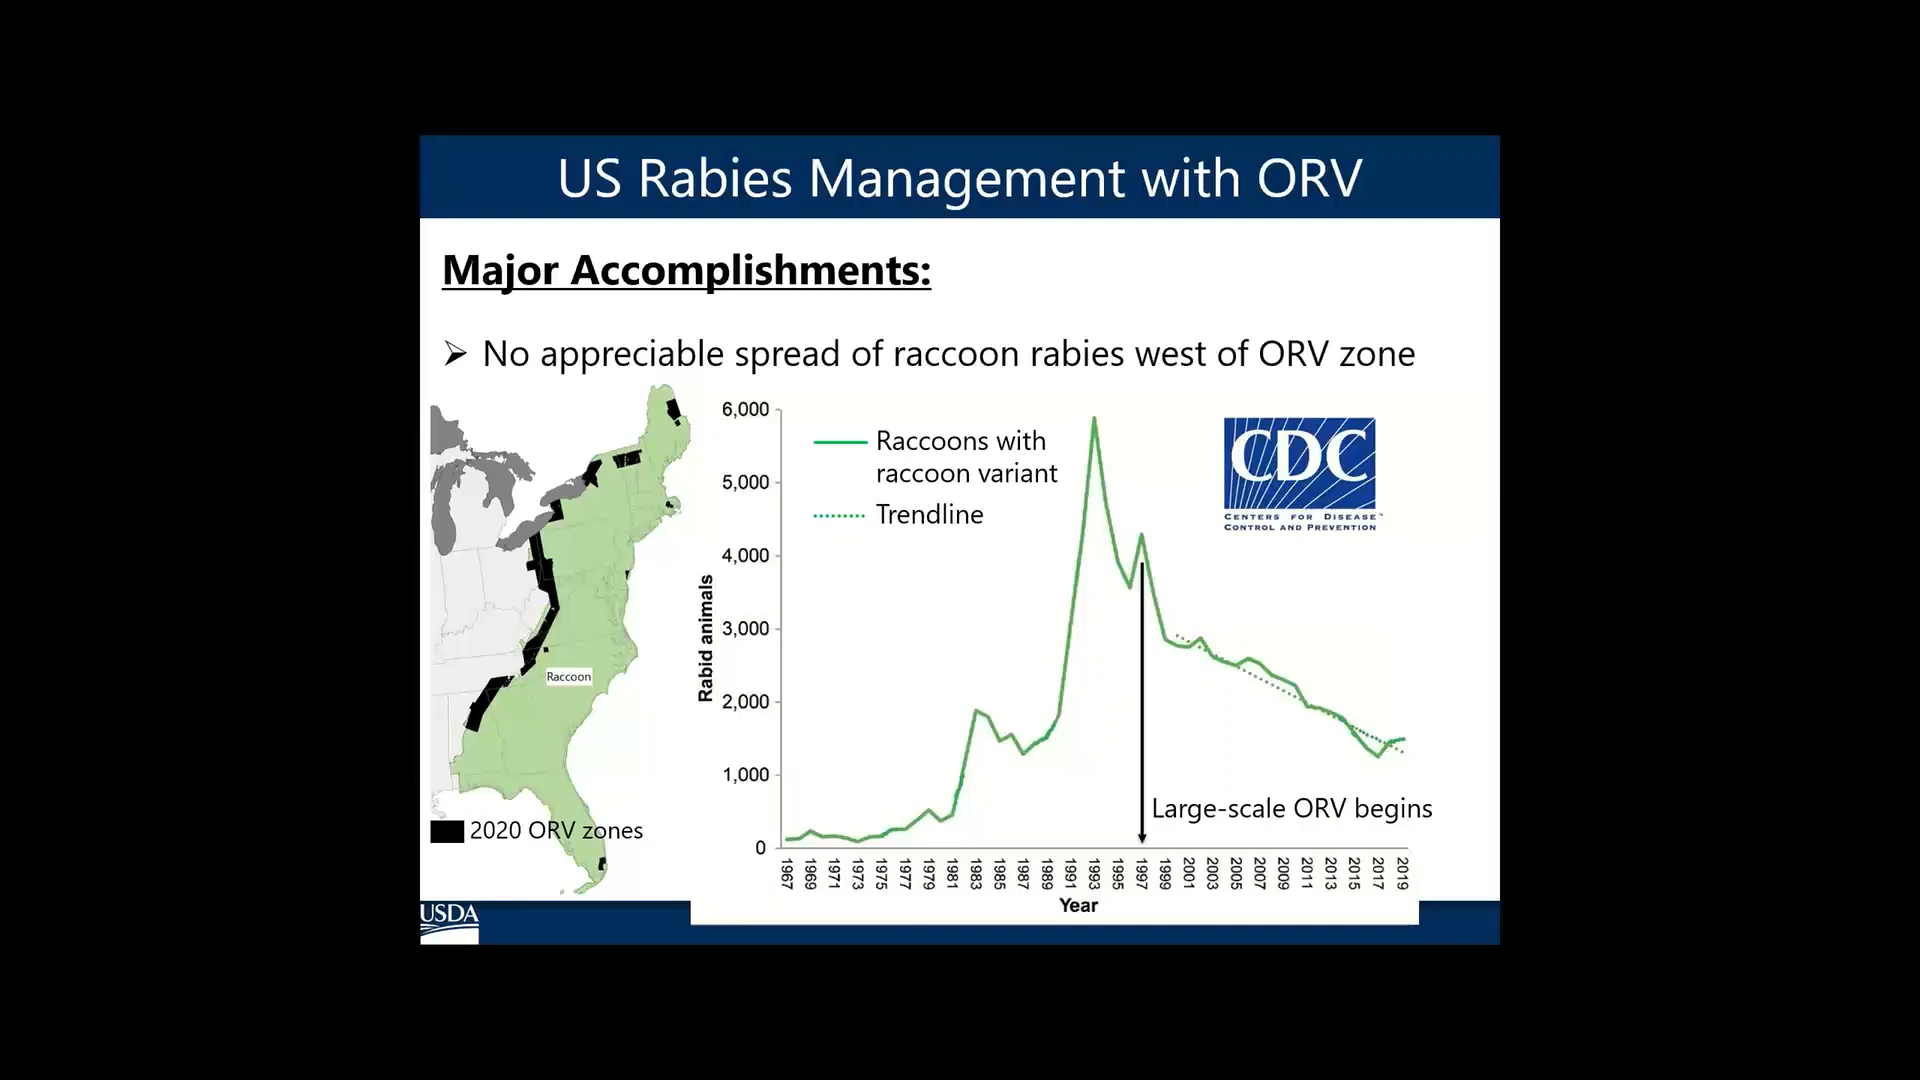 US Rabies Management with ORV
Major Accomplishments:
➢ No appreciable spread of raccoon rabies west of ORV zone
Raccoon
2020 ORV zones
6,000
5,000
4,000
3,000
2,000
1,000
0
Rabid animals
Raccoons with
raccoon variant
Trendline
CDC
CENTERS FOR DISEASE™
CONTROL AND PREVENTION
Large-scale ORV begins
1967 1969 1971 1973 1975 1977 1979 1981 1983 1985 1987 1989 1991 1993 1995 1997 1999 2001 2003 2005 2007 2009 2011 2013 2015 2017 2019
Year
USDA